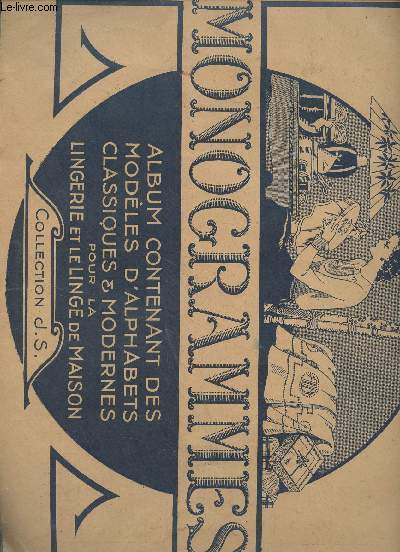 Le-livre.com
MONOGRAMMES
ALBUM CONTENANT DES
MODÈLES D'ALPHABETS
CLASSIQUES & MODERNES
POUR LA
LINGERIE ET LE LINGE DE MAISON
COLLECTION J.S.